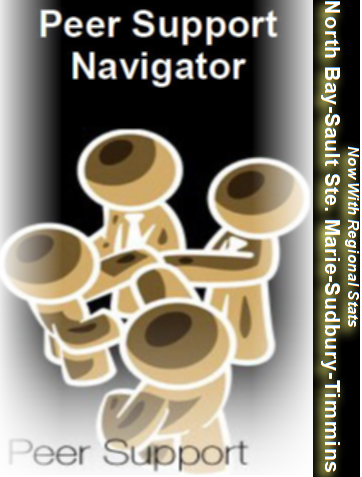 Peer Support
Navigator
Peer Support
North Bay-Sault Ste. Marie-Sudbury-Timmins
Now With Regional Stats